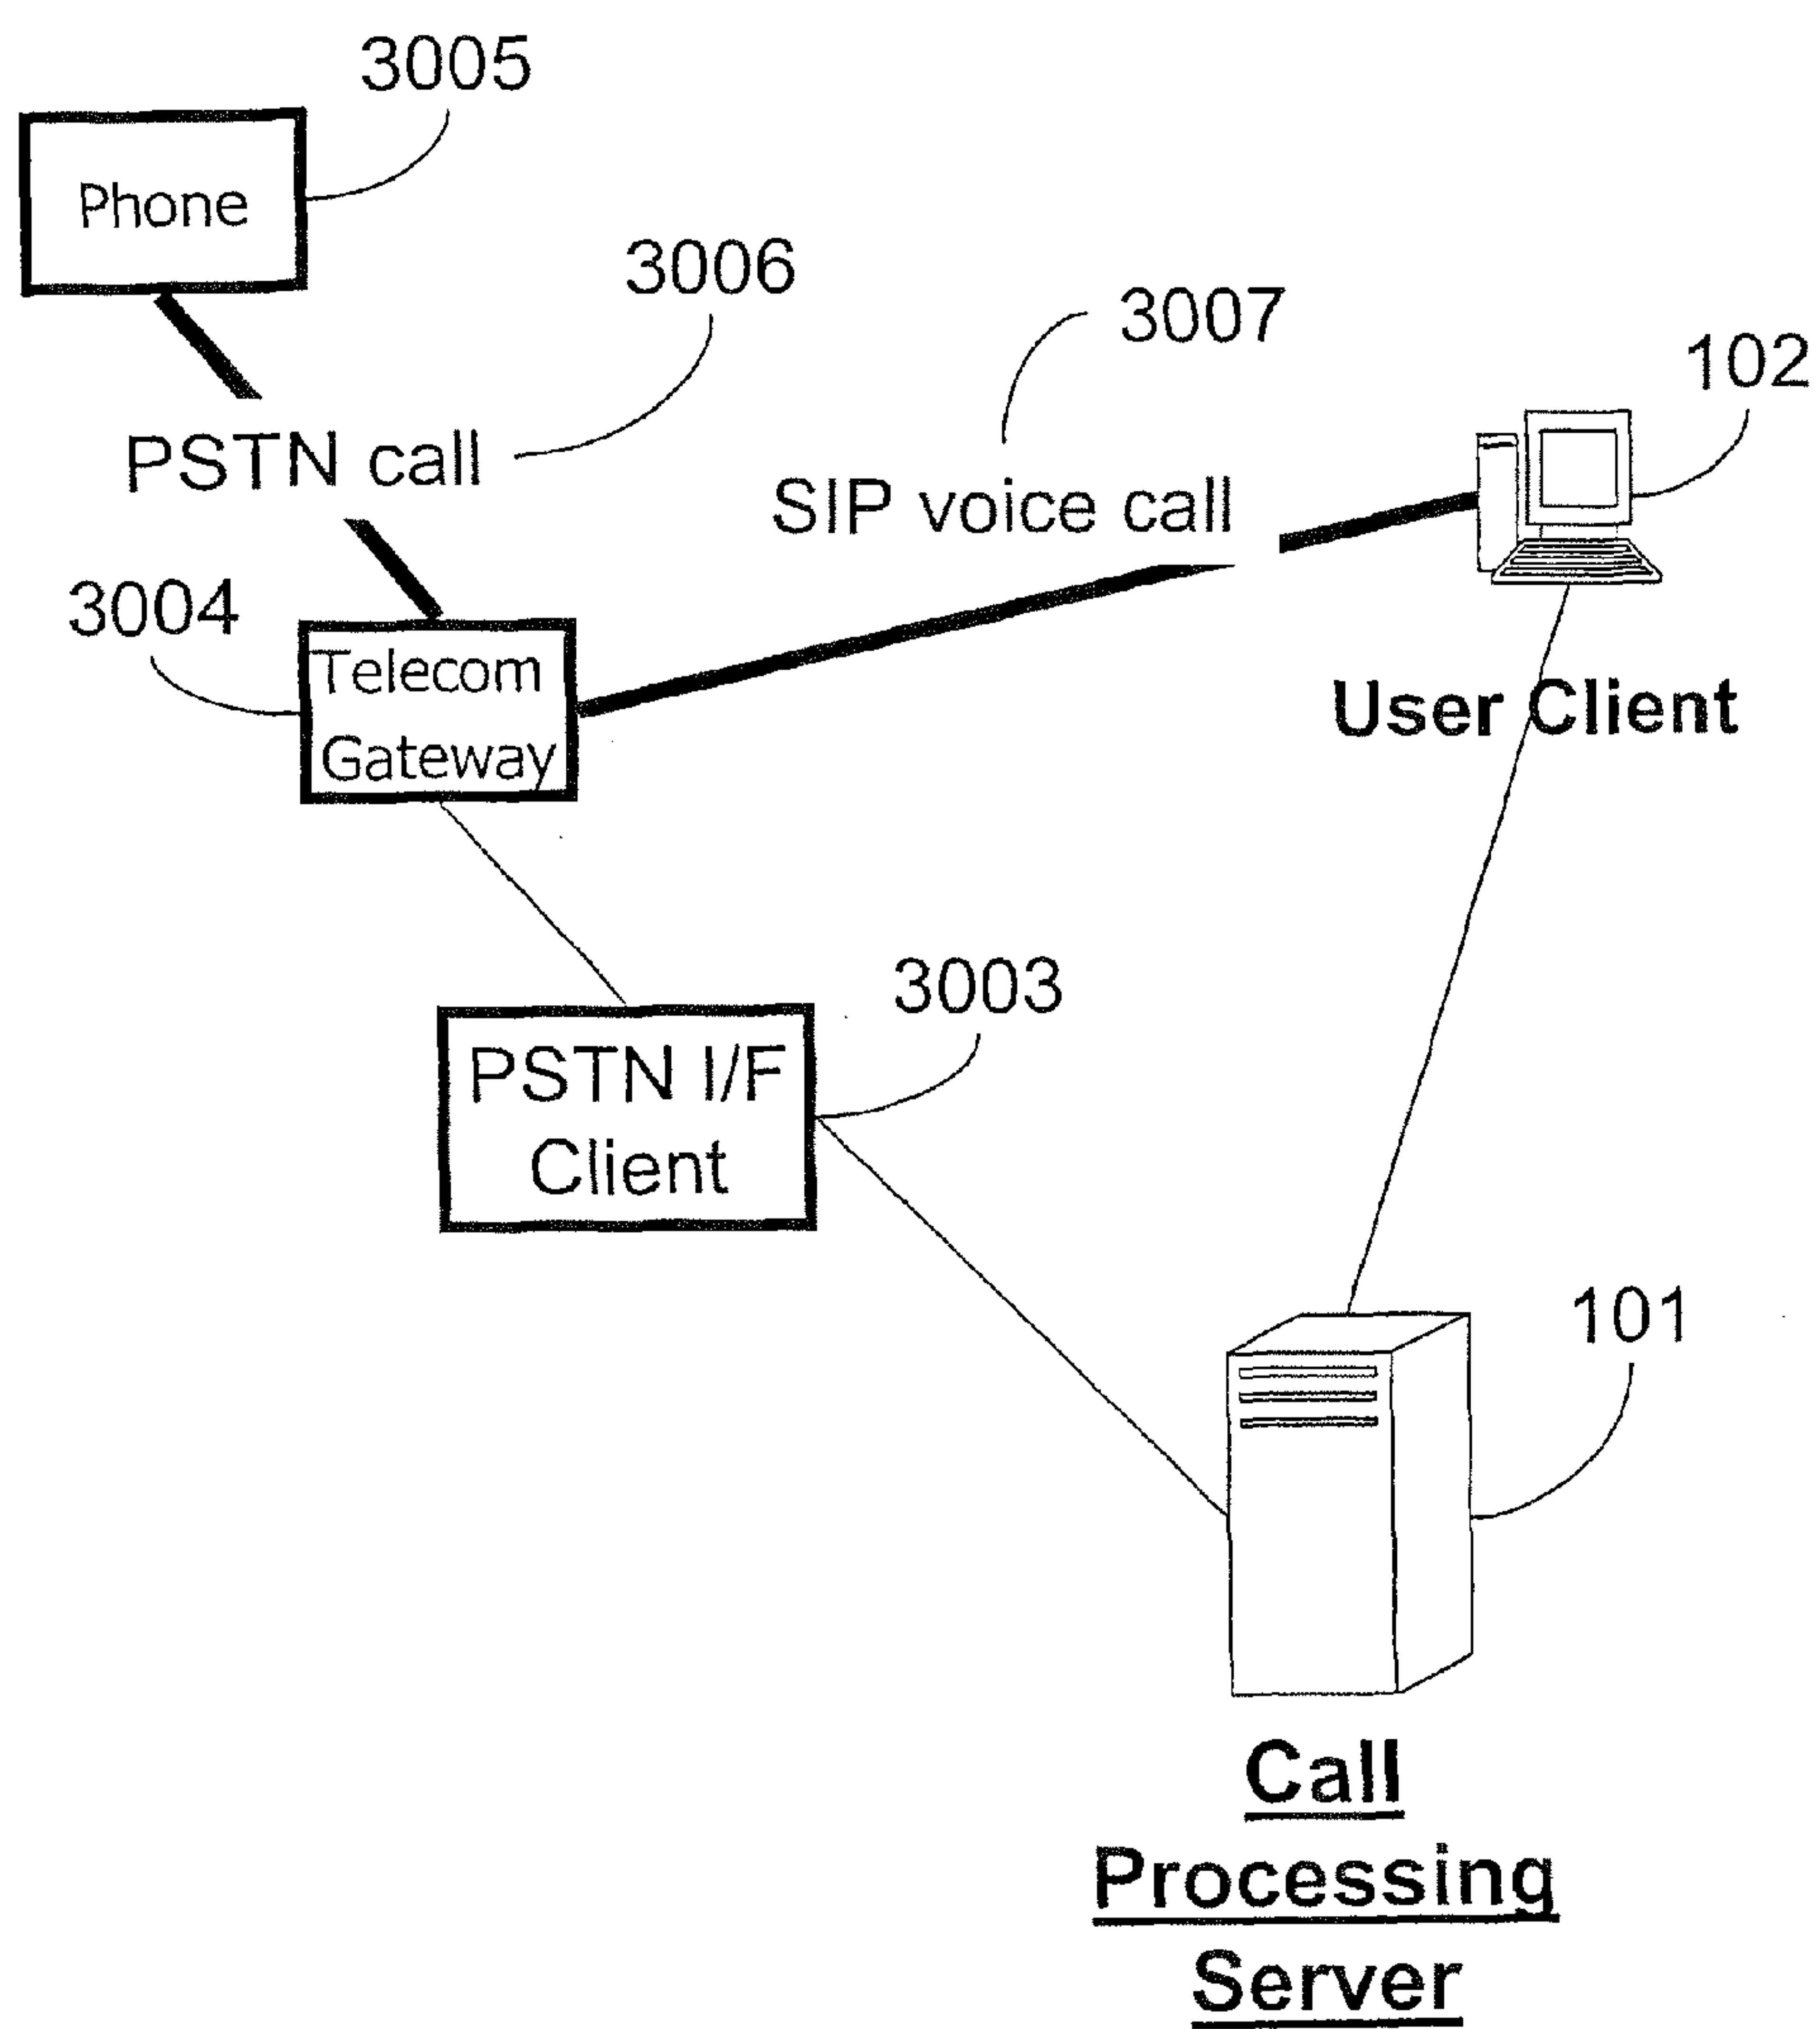 3005
Phone
3006
3007
102
PSTN call
SIP voice call
3004
Telecom
Gateway
User Client
3003
PSTN I/F
Client
101
Call
Processing
Server